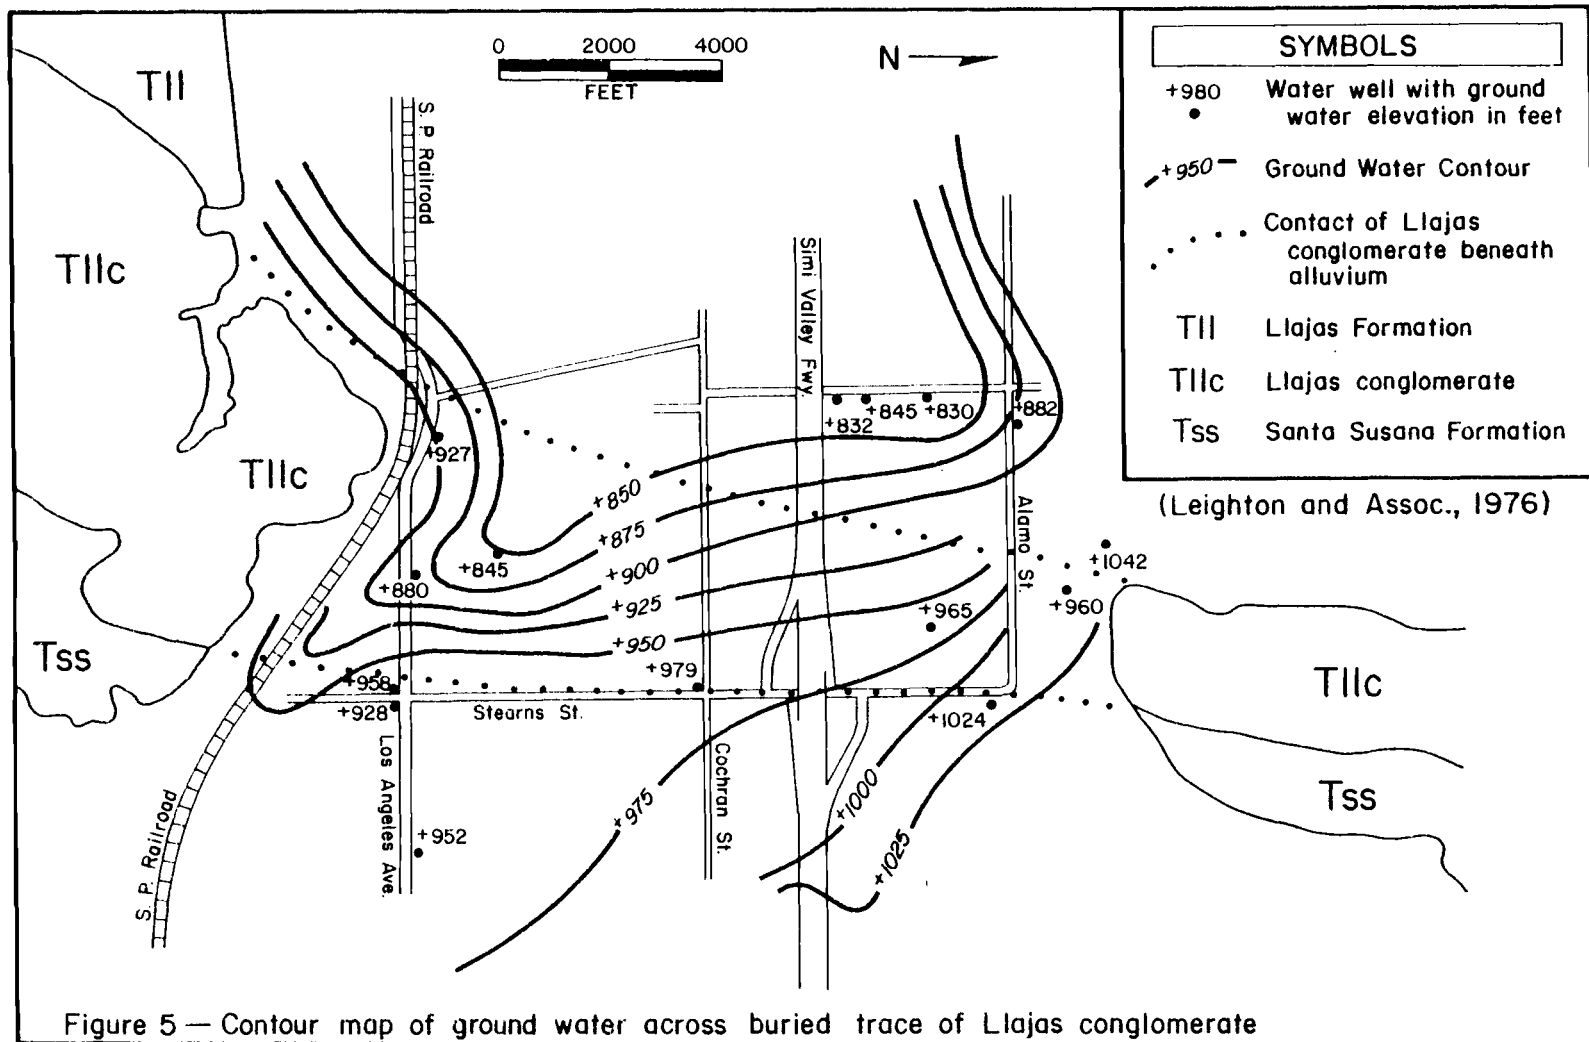 0 2000 4000
FEET
N
SYMBOLS
+980
Water well with ground
water elevation in feet
+950
Ground Water Contour
Contact of Llajas
conglomerate beneath
alluvium
Tll
Llajas Formation
Tllc
Llajas conglomerate
Tss
Santa Susana Formation
(Leighton and Assoc., 1976)
Tll
Tllc
Tllc
Tss
Tllc
Tss
S. P. Railroad
Simi Valley Fwy.
Alamo St.
+845
+830
+882
+832
+927
+850
+875
+845
+900
+880
+925
+950
+1042
+960
+965
+979
+958
+928
Stearns St.
+1024
Los Angeles Ave.
Cochran St.
+975
+1000
+1025
+952
S. P. Railroad
Figure 5 — Contour map of ground water across buried trace of Llajas conglomerate